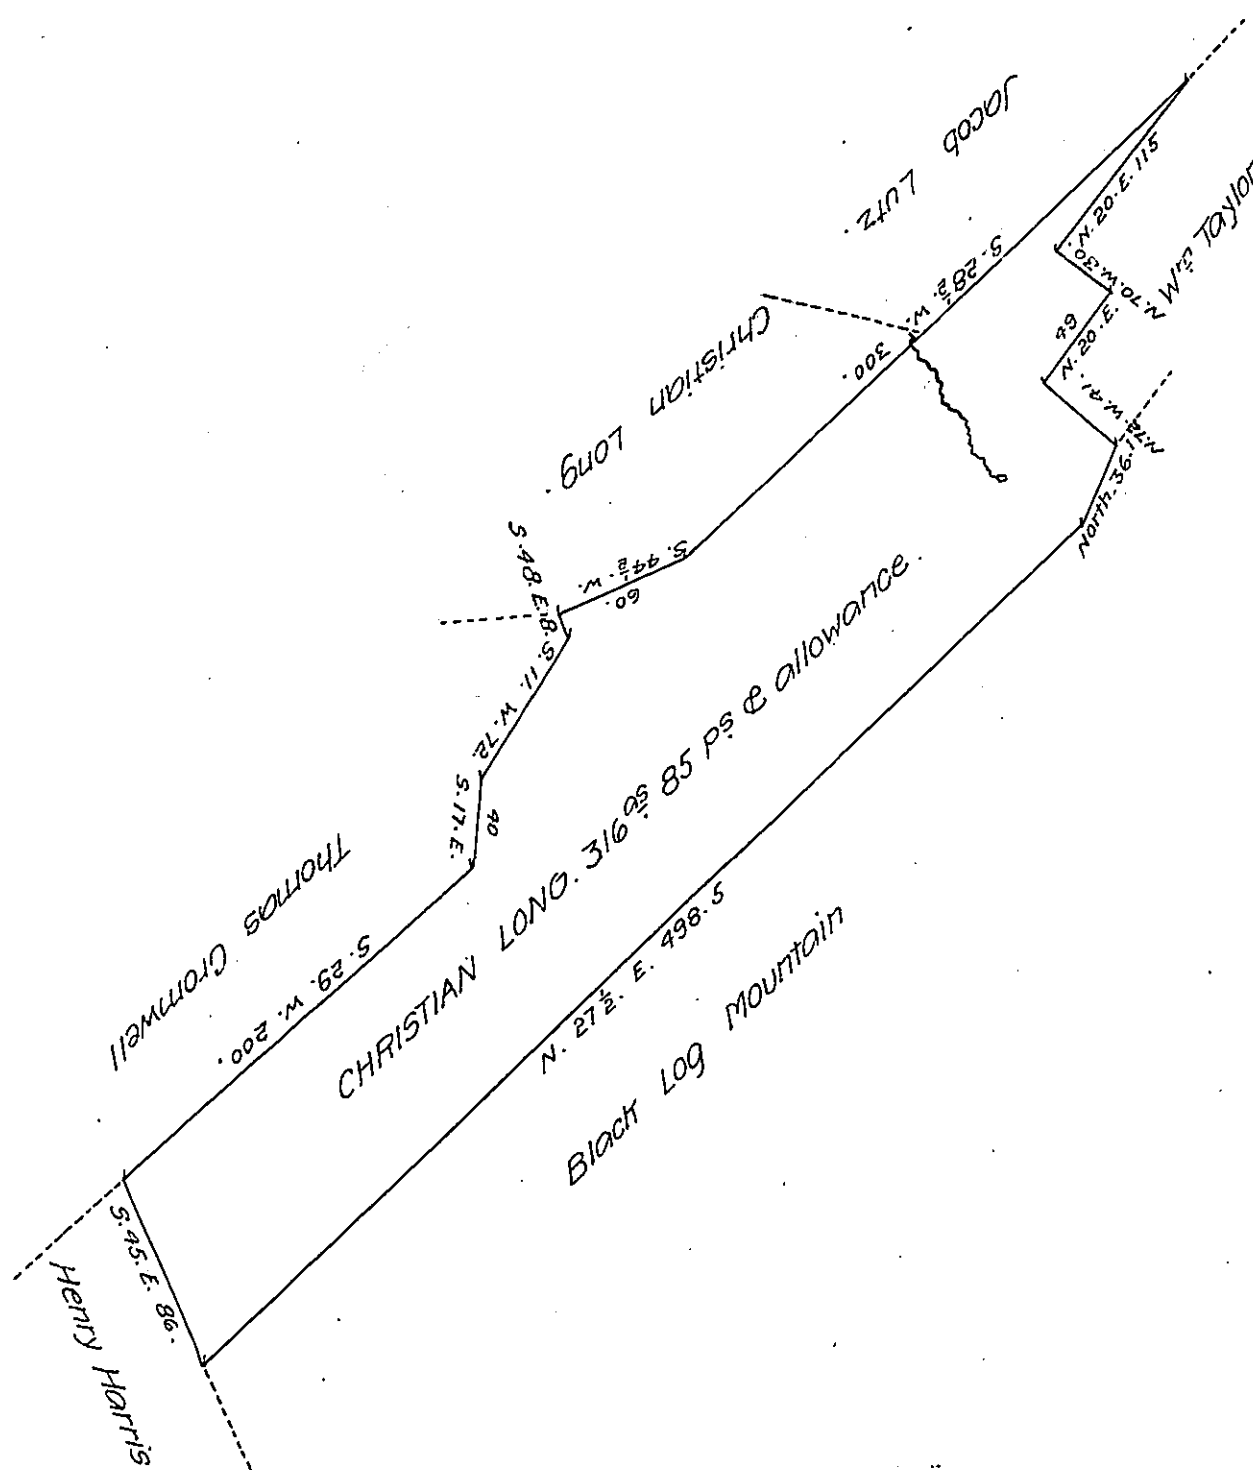 Jacob Lutz.
S. 28½. W. 300.
N. 20. E. 115
Wm̤ Taylor
N. 70. W. 30.
N. 20. E. 49
N. 72. W. 41.
North. 36.1
Christian Long.
S. 44½. W. 60.
S. 48. E. 18.
S. 11. W. 72.
S. 17. E. 40
Thomas Cromwell
S. 29. W. 200.
CHRISTIAN LONG. 316 as. 85 ps & allowance.
N. 27½. E. 498.5
Black Log Mountain
S. 45. E. 86.
Henry Harris